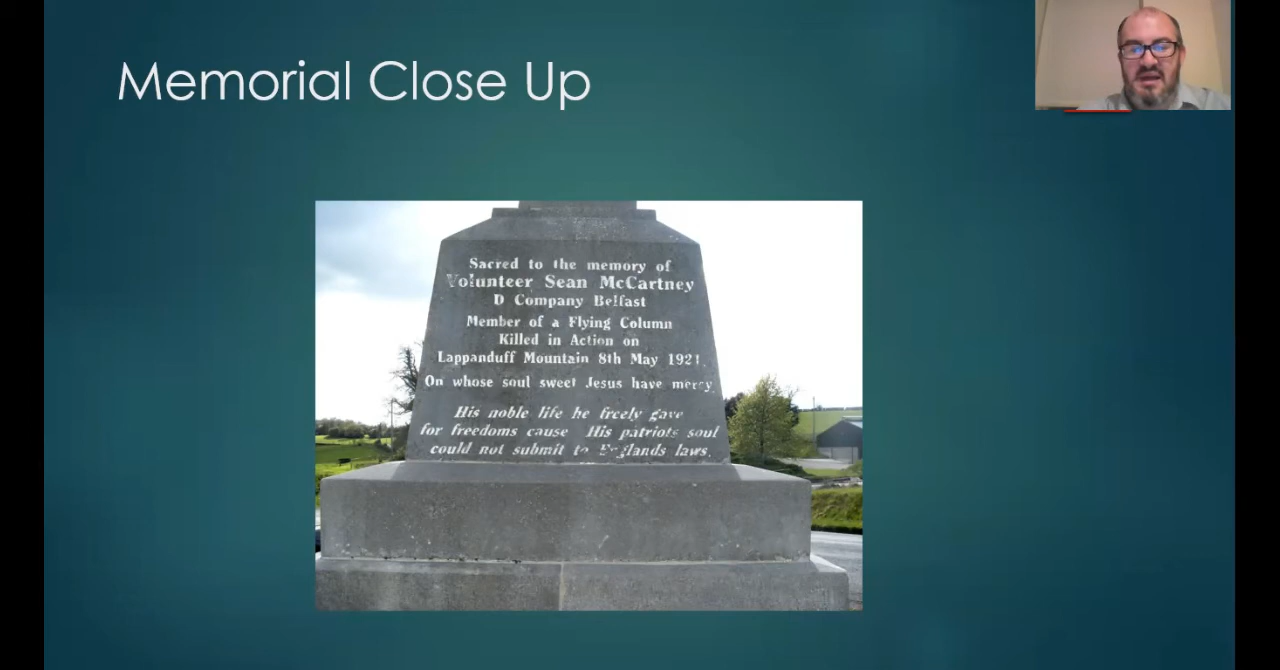 Memorial Close Up
Sacred to the memory of
Volunteer Sean McCartney
D Company Belfast
Member of a Flying Column
Killed in Action on
Lappanduff Mountain 8th May 1921.
On whose soul sweet Jesus have mercy
His noble life he freely gave
for freedoms cause His patriots soul
could not submit to Englands laws.